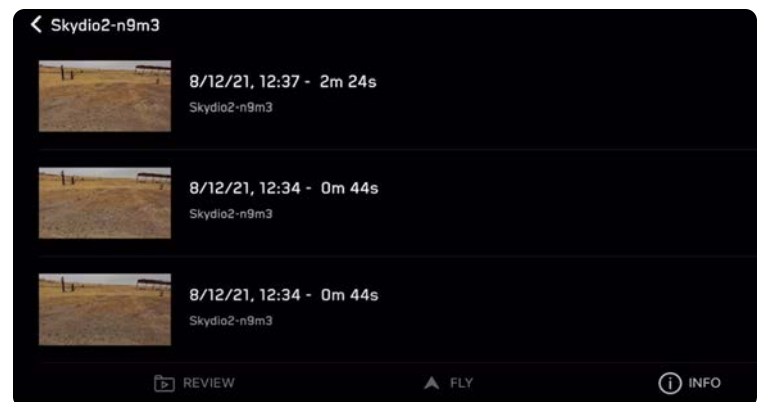 Skydio2-n9m3
8/12/21, 12:37 - 2m 24s
Skydio2-n9m3
8/12/21, 12:34 - 0m 44s
Skydio2-n9m3
8/12/21, 12:34 - 0m 44s
Skydio2-n9m3
REVIEW FLY INFO